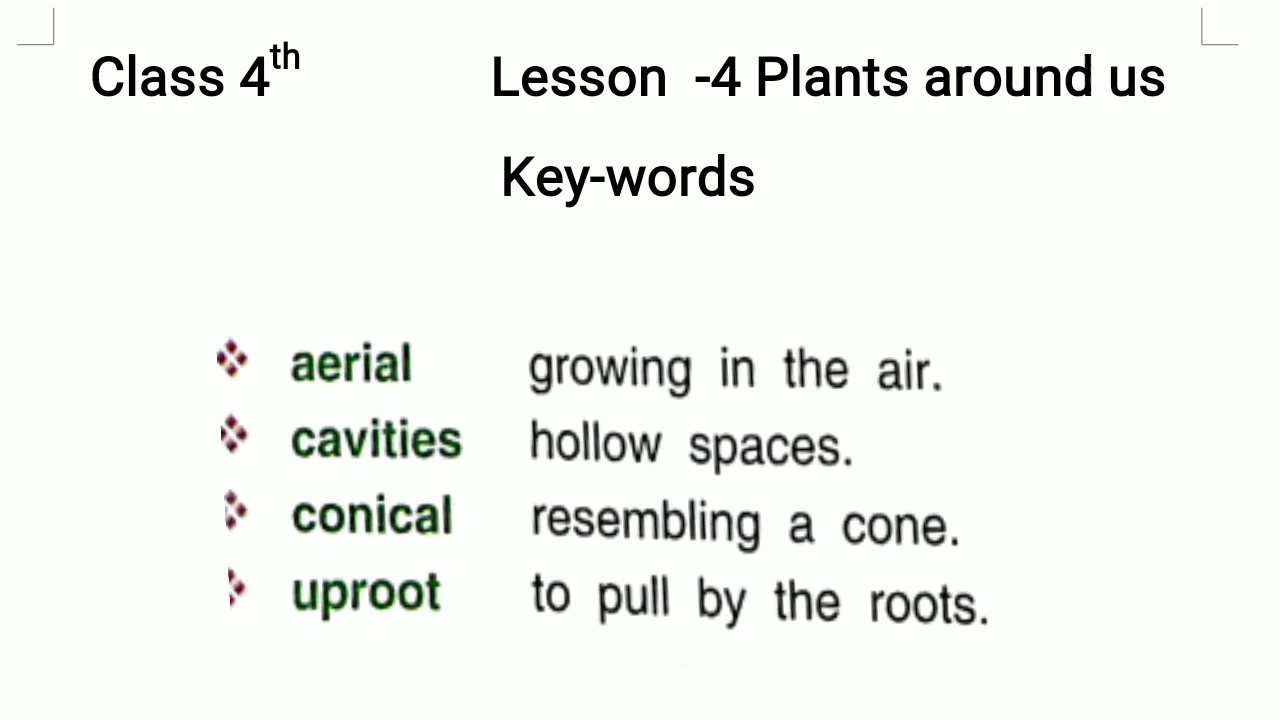 Class 4th Lesson -4 Plants around us
Key-words
aerial growing in the air.
cavities hollow spaces.
conical resembling a cone.
uproot to pull by the roots.